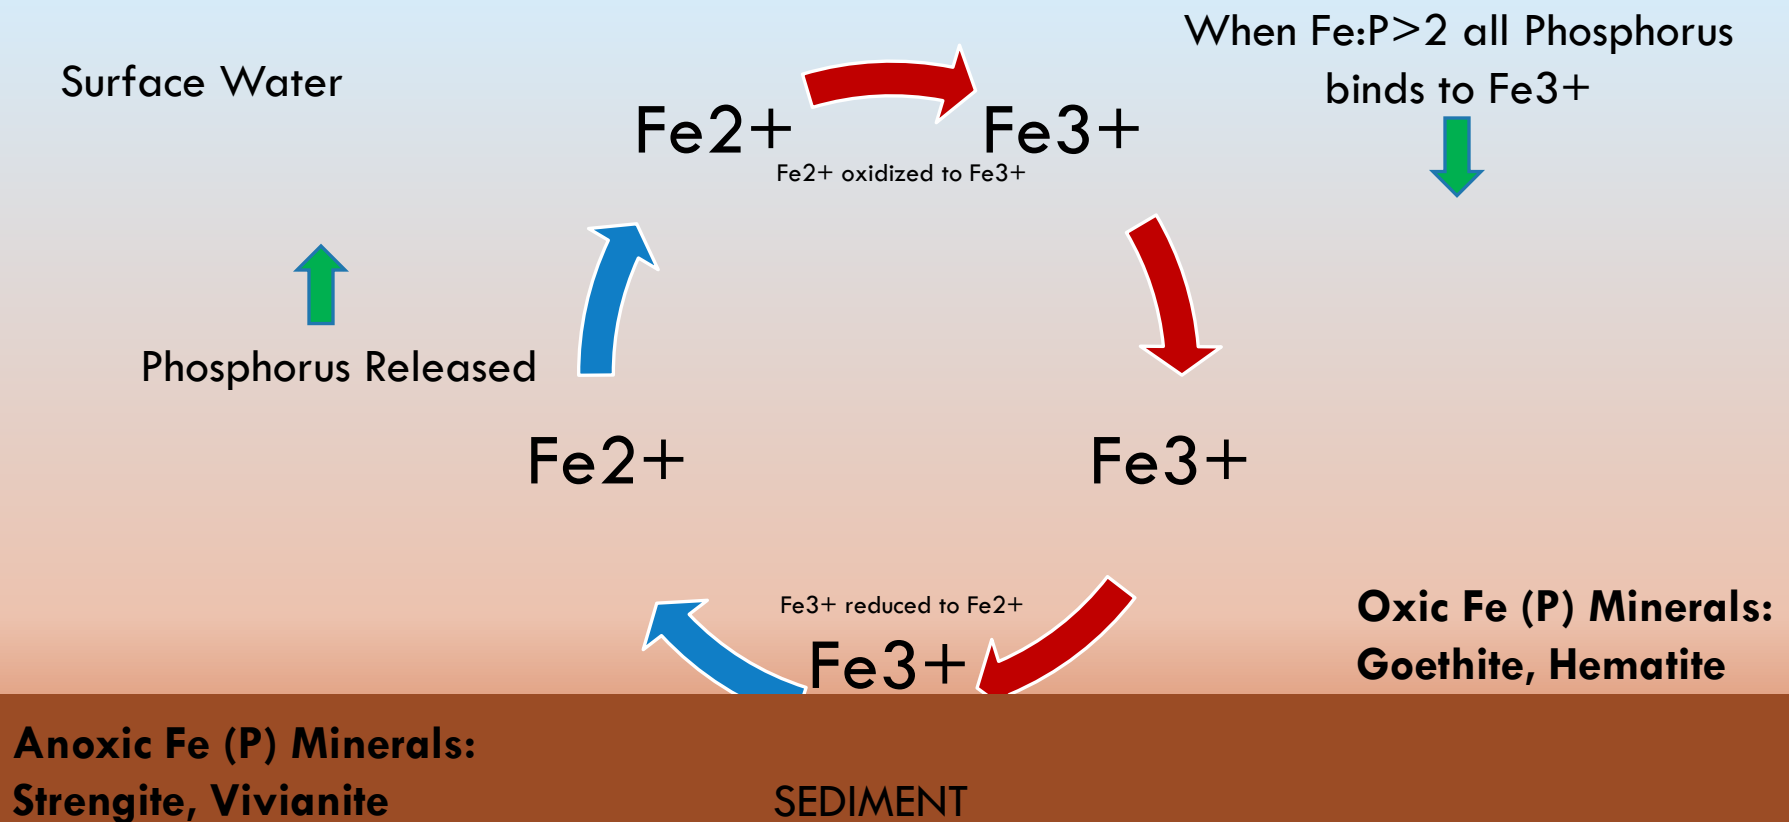 Surface Water
When Fe:P>2 all Phosphorus
binds to Fe3+
Fe2+
Fe3+
Fe2+ oxidized to Fe3+
Phosphorus Released
Fe2+
Fe3+
Fe3+ reduced to Fe2+
Fe3+
Oxic Fe (P) Minerals:
Goethite, Hematite
Anoxic Fe (P) Minerals:
Strengite, Vivianite
SEDIMENT